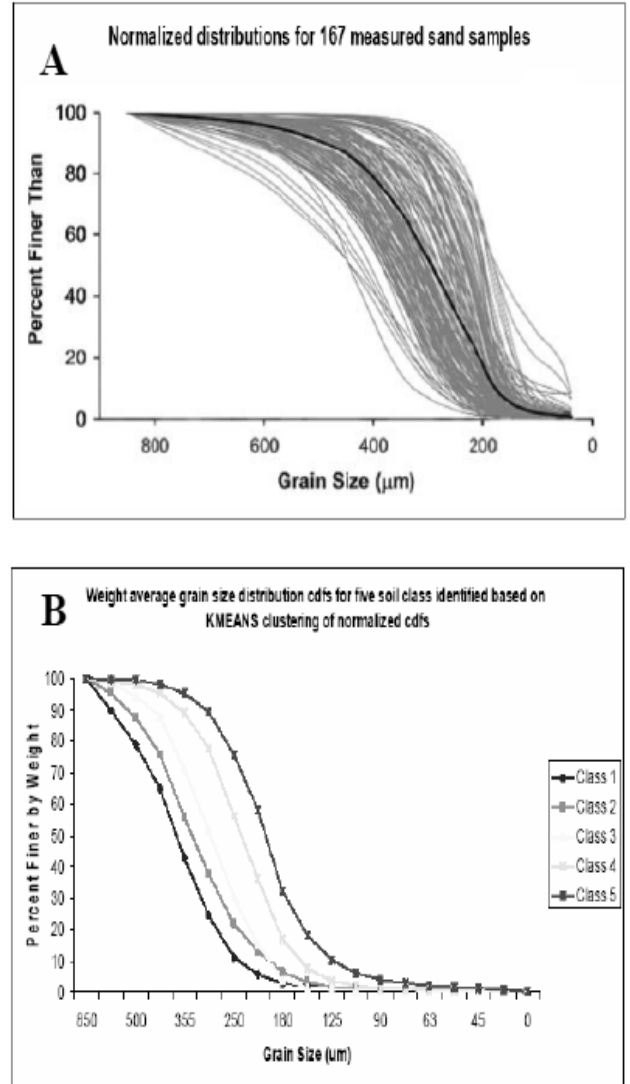 A
Normalized distributions for 167 measured sand samples
100
80
60
40
20
0
Percent Finer Than
800 600 400 200 0
Grain Size (µm)
B
Weight average grain size distribution cdfs for five soil class identified based on
KMEANS clustering of normalized cdfs
100
90
80
70
60
50
40
30
20
10
0
Percent Finer by Weight
850 500 355 250 180 125 90 63 45 0
Grain Size (um)
Class 1
Class 2
Class 3
Class 4
Class 5